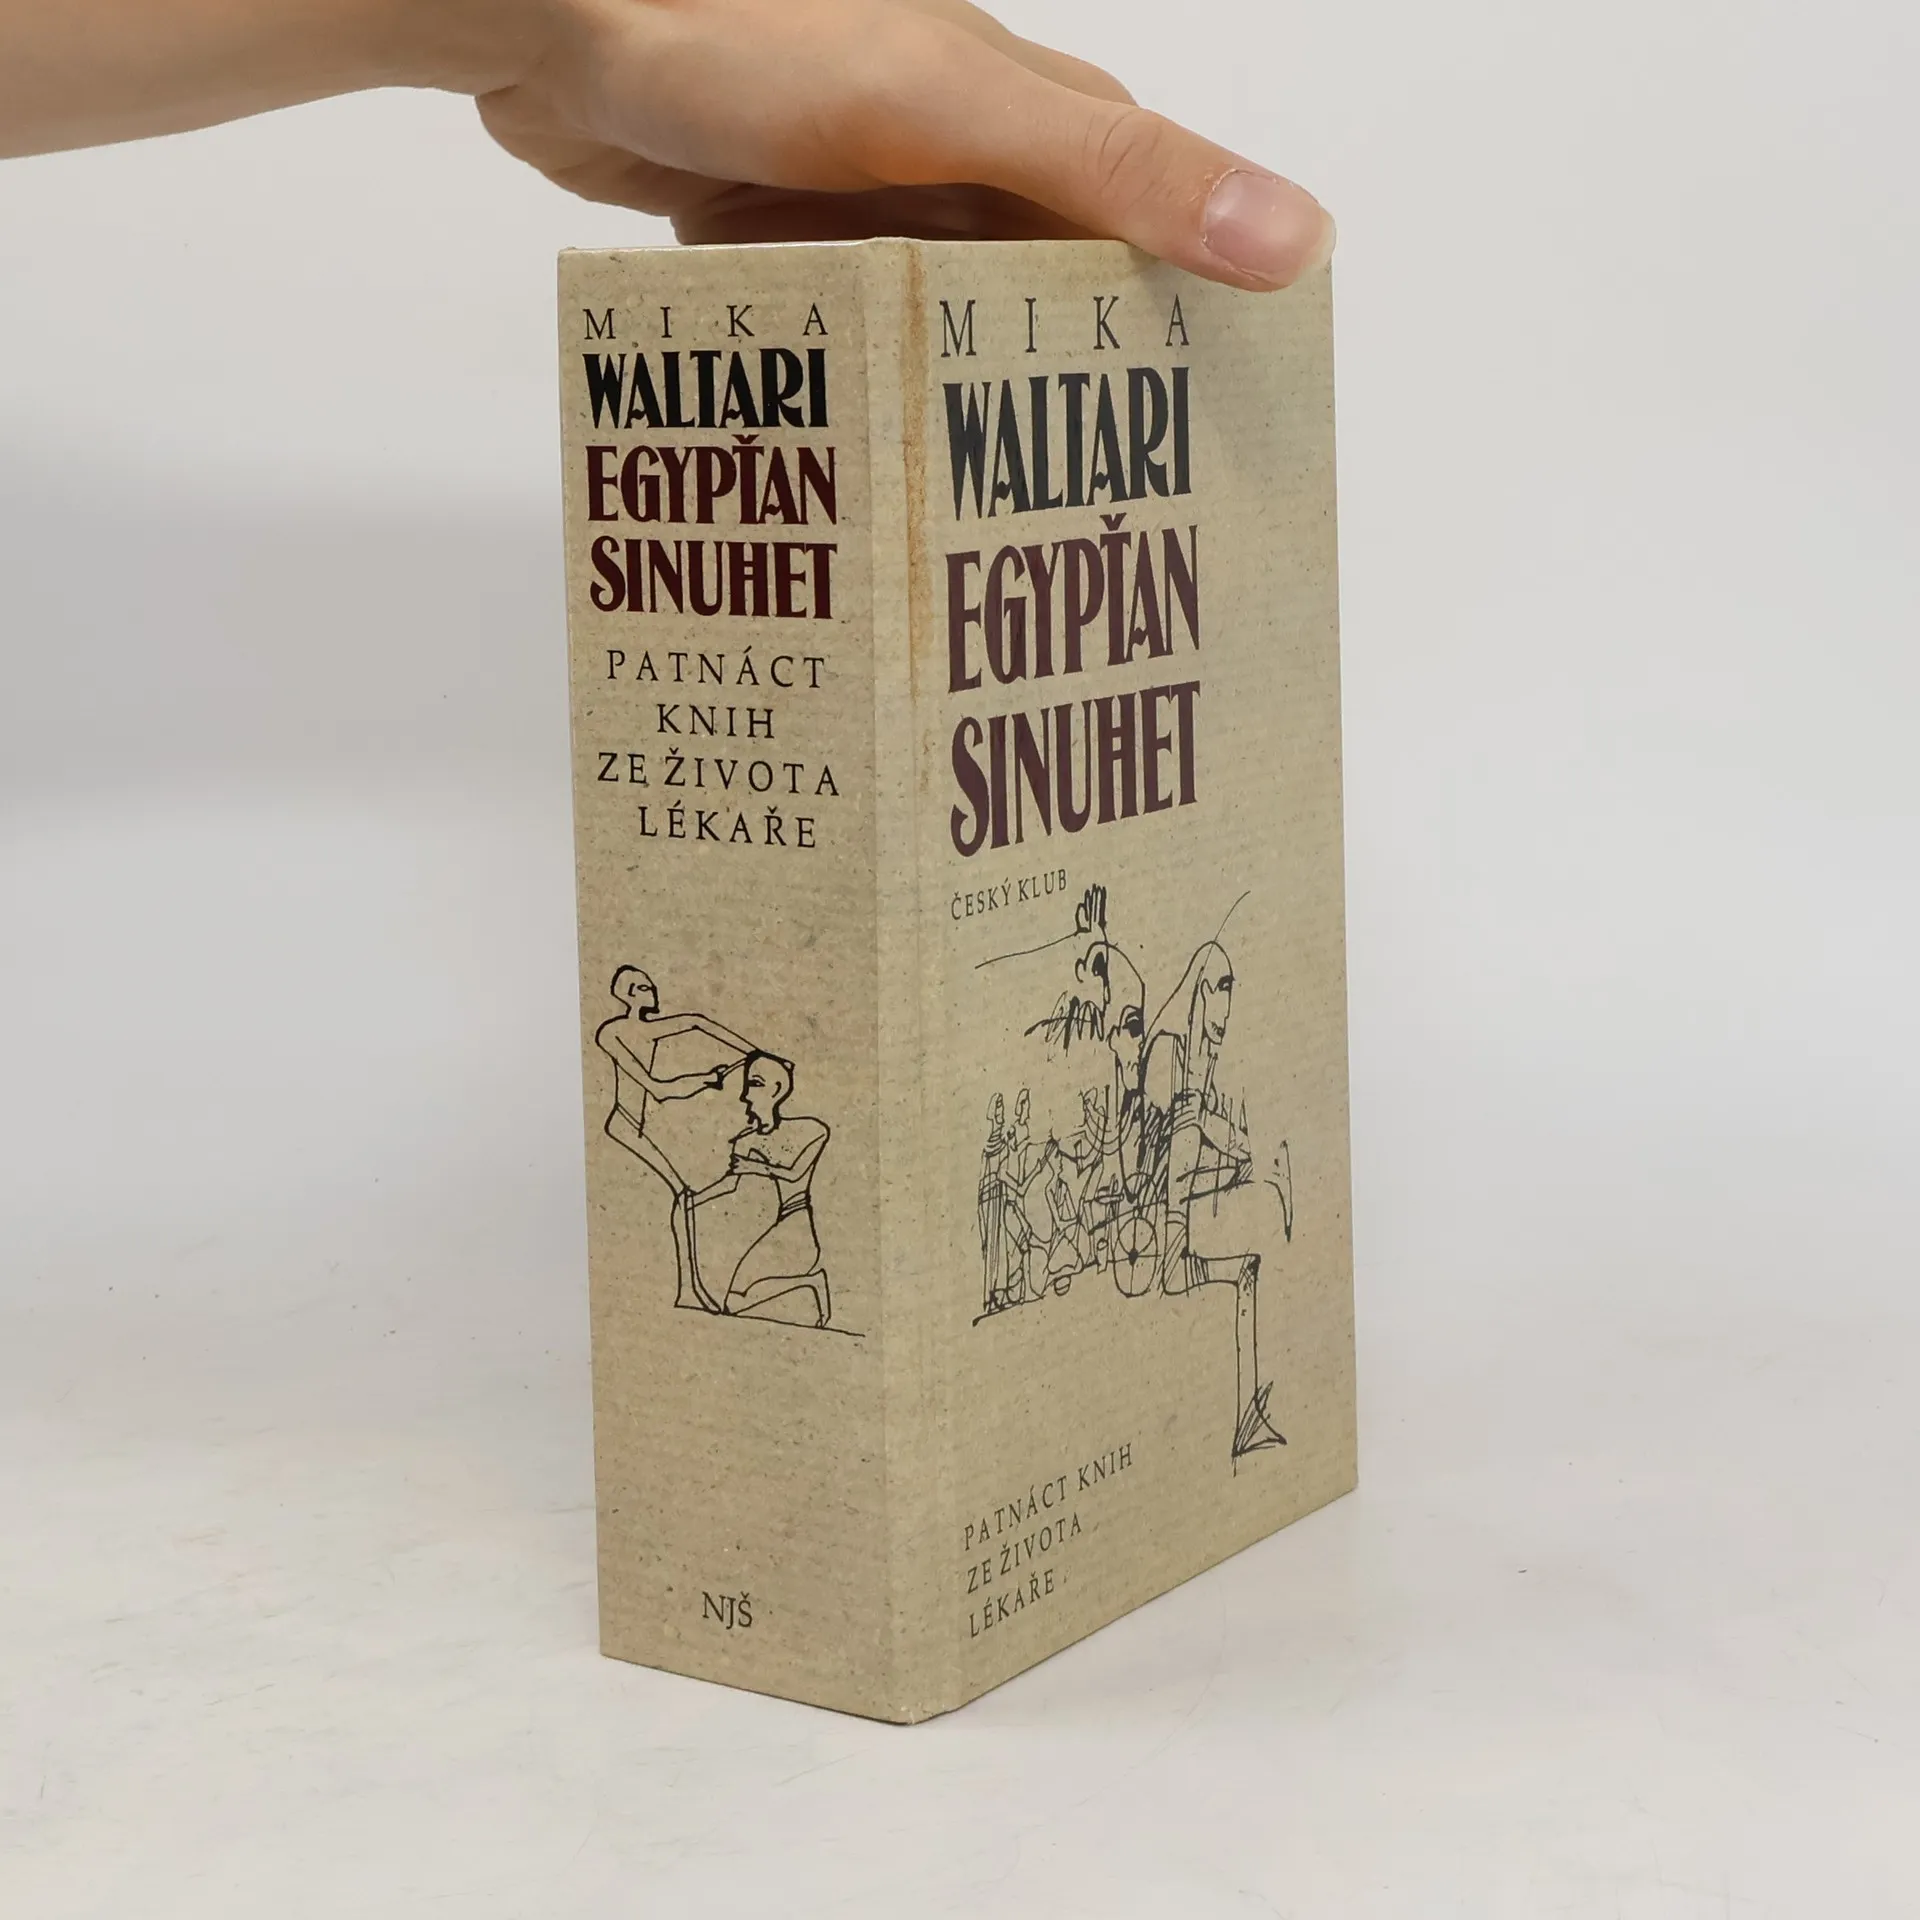 MIKA
WALTARI
EGYPŤAN
SINUHET
PATNÁCT
KNIH
ZE ŽIVOTA
LÉKAŘE
NJŠ
MIKA
WALTARI
EGYPŤAN
SINUHET
ČESKÝ KLUB
PATNÁCT KNIH
ZE ŽIVOTA
LÉKAŘE